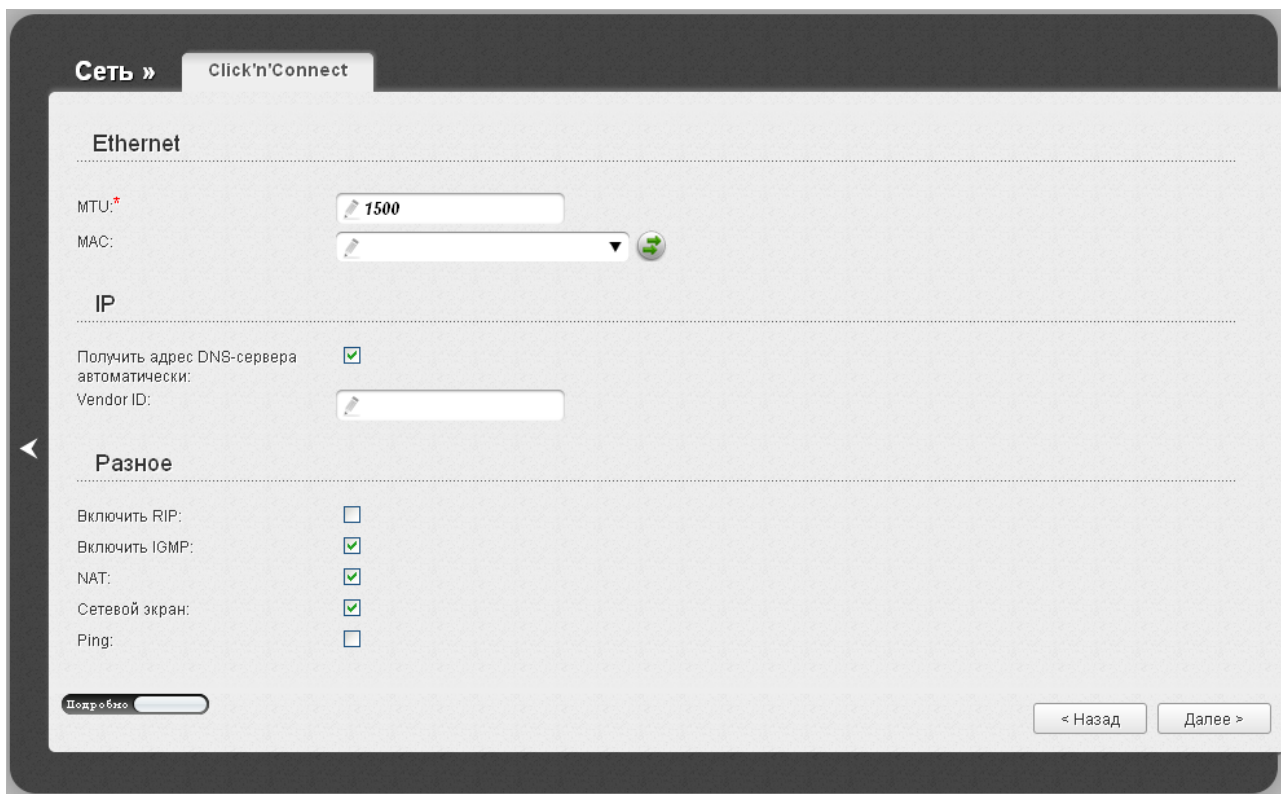 Сеть »
Click'n'Connect
Ethernet
MTU:*
1500
MAC:
IP
Получить адрес DNS-сервера
автоматически:
Vendor ID:
Разное
Включить RIP:
Включить IGMP:
NAT:
Сетевой экран:
Ping:
Подробно
< Назад
Далее >